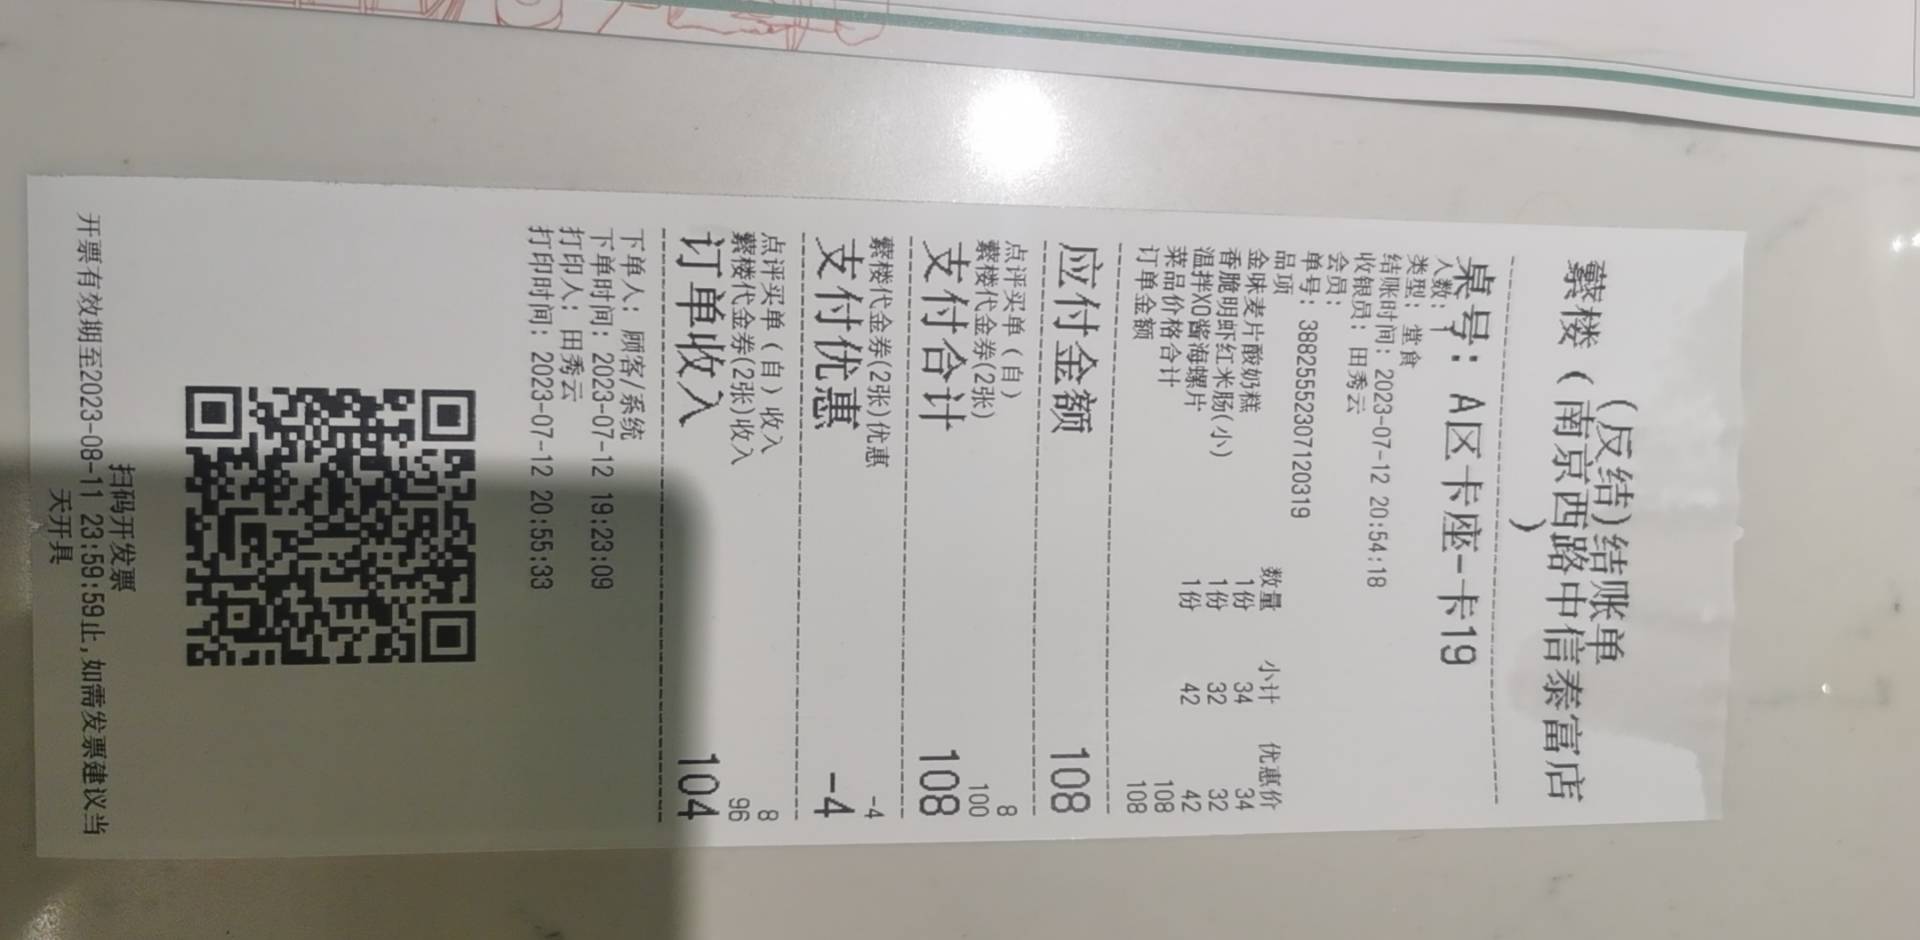 (反结)结账单
蘩楼（南京西路中信泰富店
）
桌号：A区卡座-卡19
人数：1
类型：堂食
结账时间：2023-07-12 20:54:18
收银员：田秀云
会员：
单号：3882555230712​0319
品项 数量 小计 优惠价
金味麦片酸奶糕 1份 34 34
香脆明虾红米肠(小) 1份 32 32
温拌XO酱海螺片 1份 42 42
菜品价格合计 108
订单金额 108
应付金额 108
点评买单（自） 8
蘩楼代金券(2张) 100
支付合计 108
蘩楼代金券(2张)优惠 -4
支付优惠 -4
点评买单（自）收入 8
蘩楼代金券(2张)收入 96
订单收入 104
下单人：顾客/系统
下单时间：2023-07-12 19:23:09
打印人：田秀云
打印时间：2023-07-12 20:55:33
扫码开发票
开票有效期至2023-08-11 23:59:59止,如需发票建议当
天开具